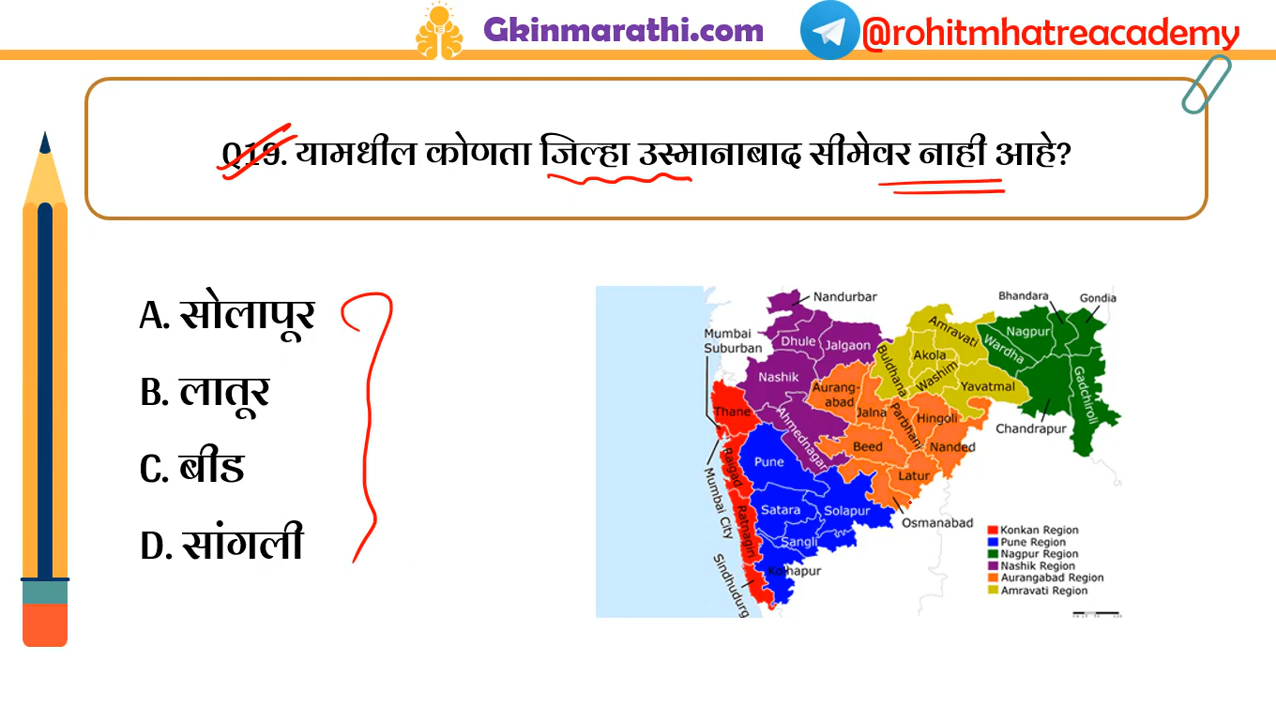 Gkinmarathi.com
@rohitmhatreacademy
Q19. यामधील कोणता जिल्हा उस्मानाबाद सीमेवर नाही आहे?
A. सोलापूर
B. लातूर
C. बीड
D. सांगली
Nandurbar
Bhandara
Gondia
Mumbai
Suburban
Dhule
Jalgaon
Buldhana
Akola
Amravati
Washim
Wardha
Nagpur
Nashik
Aurang-
abad
Jalna
Parbhani
Hingoli
Yavatmal
Gadchiroli
Thane
Ahmednagar
Chandrapur
Raigad
Pune
Beed
Nanded
Latur
Mumbai City
Ratnagiri
Satara
Solapur
Osmanabad
Sangli
Kolhapur
Sindhudurg
Konkan Region
Pune Region
Nagpur Region
Nashik Region
Aurangabad Region
Amravati Region